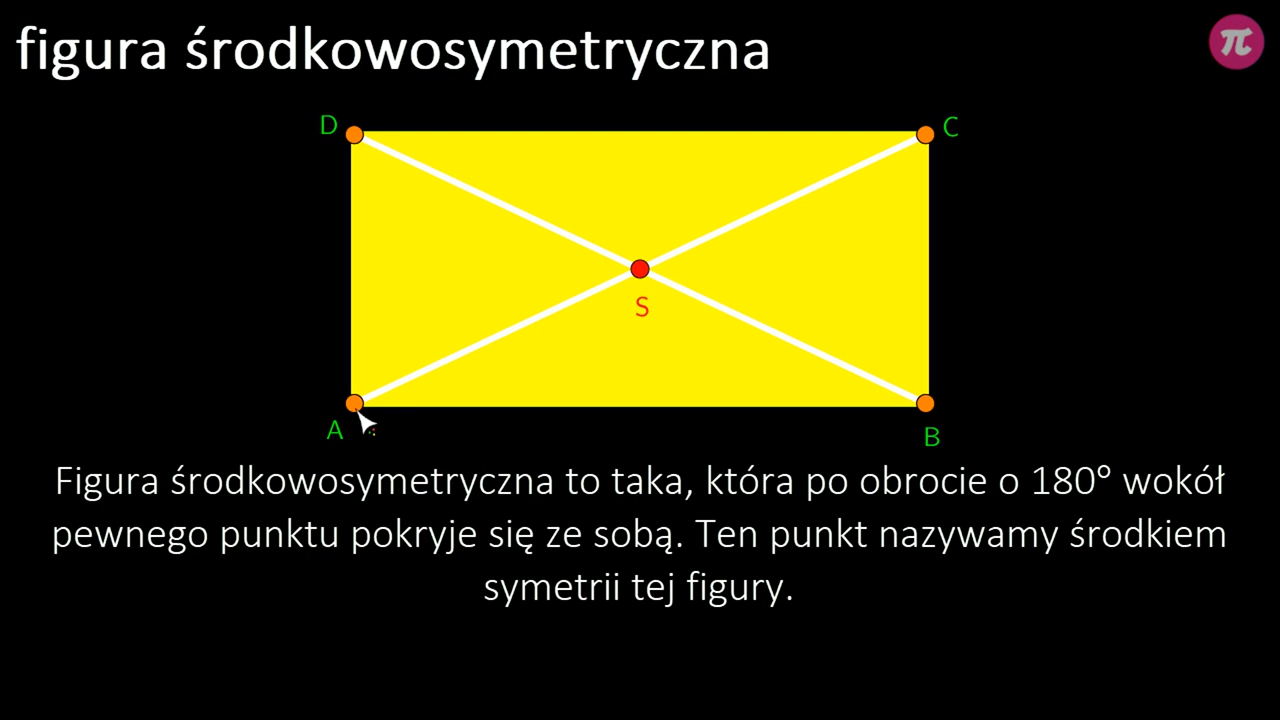 figura środkowosymetryczna
π
D
C
S
A
B
Figura środkowosymetryczna to taka, która po obrocie o 180° wokół
pewnego punktu pokryje się ze sobą. Ten punkt nazywamy środkiem
symetrii tej figury.